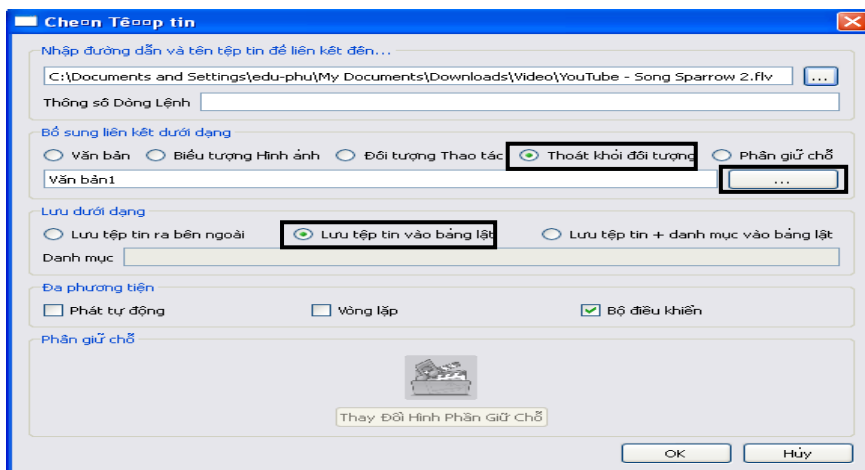 Cheøn Têäøp tin
Nhập đường dẫn và tên tệp tin để liên kết đến...
C:\Documents and Settings\edu-phu\My Documents\Downloads\Video\YouTube - Song Sparrow 2.flv ...
Thông số Dòng Lệnh
Bổ sung liên kết dưới dạng
Văn bản Biểu tượng Hình ảnh Đối tượng Thao tác Thoát khỏi đối tượng Phần giữ chỗ
Văn bản1 ...
Lưu dưới dạng
Lưu tệp tin ra bên ngoài Lưu tệp tin vào bảng lật Lưu tệp tin + danh mục vào bảng lật
Danh mục
Đa phương tiện
Phát tự động Vòng lặp Bộ điều khiển
Phần giữ chỗ
Thay Đổi Hình Phần Giữ Chỗ
OK Hủy